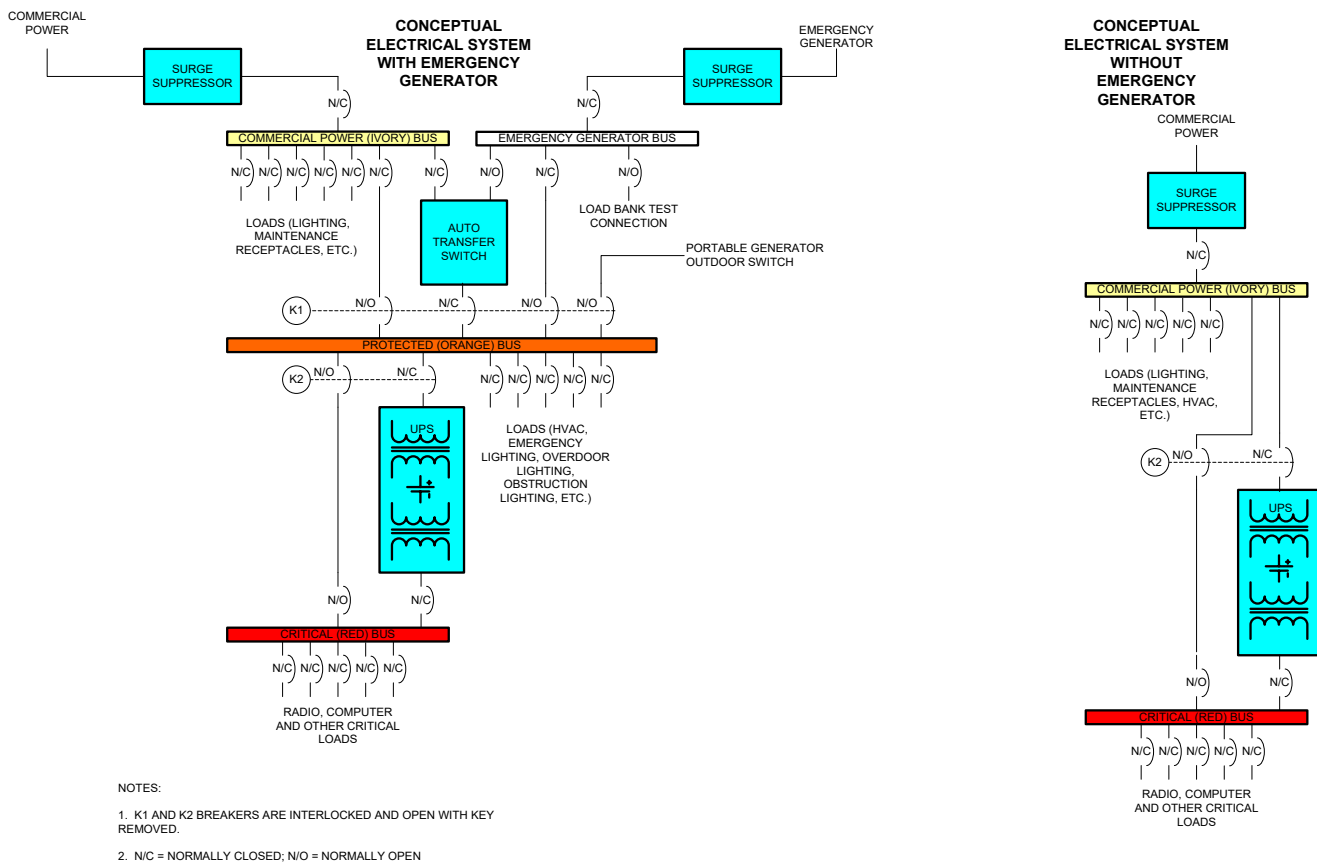 COMMERCIAL
POWER
CONCEPTUAL
ELECTRICAL SYSTEM
WITH EMERGENCY
GENERATOR
EMERGENCY
GENERATOR
SURGE
SUPPRESSOR
SURGE
SUPPRESSOR
N/C
N/C
COMMERCIAL POWER (IVORY) BUS
EMERGENCY GENERATOR BUS
N/C N/C N/C N/C N/C N/C N/C N/O N/C N/O
LOADS (LIGHTING,
MAINTENANCE
RECEPTACLES, ETC.)
AUTO
TRANSFER
SWITCH
LOAD BANK TEST
CONNECTION
PORTABLE GENERATOR
OUTDOOR SWITCH
K1 N/O N/C N/O N/O
PROTECTED (ORANGE) BUS
K2 N/O N/C N/C N/C N/C N/C N/C
UPS
LOADS (HVAC,
EMERGENCY
LIGHTING, OVERDOOR
LIGHTING,
OBSTRUCTION
LIGHTING, ETC.)
N/O N/C
CRITICAL (RED) BUS
N/C N/C N/C N/C N/C
RADIO, COMPUTER
AND OTHER CRITICAL
LOADS
NOTES:
1. K1 AND K2 BREAKERS ARE INTERLOCKED AND OPEN WITH KEY
REMOVED.
2. N/C = NORMALLY CLOSED; N/O = NORMALLY OPEN
CONCEPTUAL
ELECTRICAL SYSTEM
WITHOUT
EMERGENCY
GENERATOR
COMMERCIAL
POWER
SURGE
SUPPRESSOR
N/C
COMMERCIAL POWER (IVORY) BUS
N/C N/C N/C N/C N/C
LOADS (LIGHTING,
MAINTENANCE
RECEPTACLES, HVAC,
ETC.)
K2 N/O N/C
UPS
N/O N/C
CRITICAL (RED) BUS
N/C N/C N/C N/C N/C
RADIO, COMPUTER
AND OTHER CRITICAL
LOADS